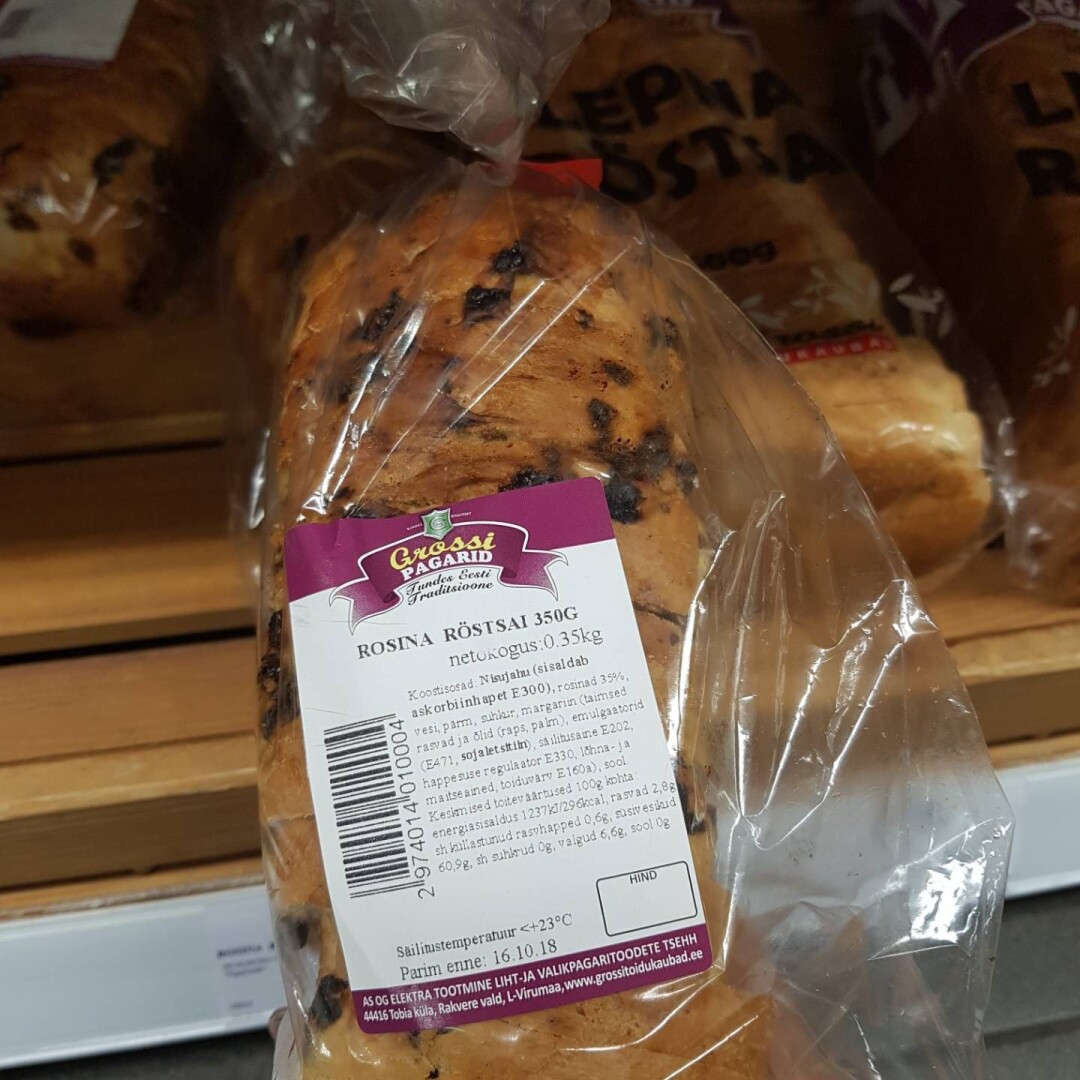 LEPNA
RÖSTSAI
Grossi
PAGARID
Tundes Eesti
Traditsioone
ROSINA RÖSTSAI 350G
netokogus:0,35kg
Koostisosad: Nisujahu (sisaldab
askorbiinhapet E300), rosinad 35%,
vesi, pärm, suhkur, margariin (taimsed
rasvad ja õlid (raps, palm), emulgaatorid
(E471, sojaletsitiin), säilitusaine E202,
happesuse regulaator E330, lõhna- ja
maitseained, toiduvärv E160a), sool
Keskmised toiteväärtused 100g kohta
energiasisaldus 1237kJ/296kcal, rasvad 2,8g
sh küllastunud rasvhapped 0,6g, süsivesikud
60,9g, sh suhkrud 0g, valgud 6,6g, sool 0g
2974014010004
HIND
Säilitustemperatuur <+23°C
Parim enne: 16.10.18
AS OG ELEKTRA TOOTMINE LIHT-JA VALIKPAGARITOODETE TSEHH
44416 Tobia küla, Rakvere vald, L-Virumaa,www.grossitoidukaubad.ee